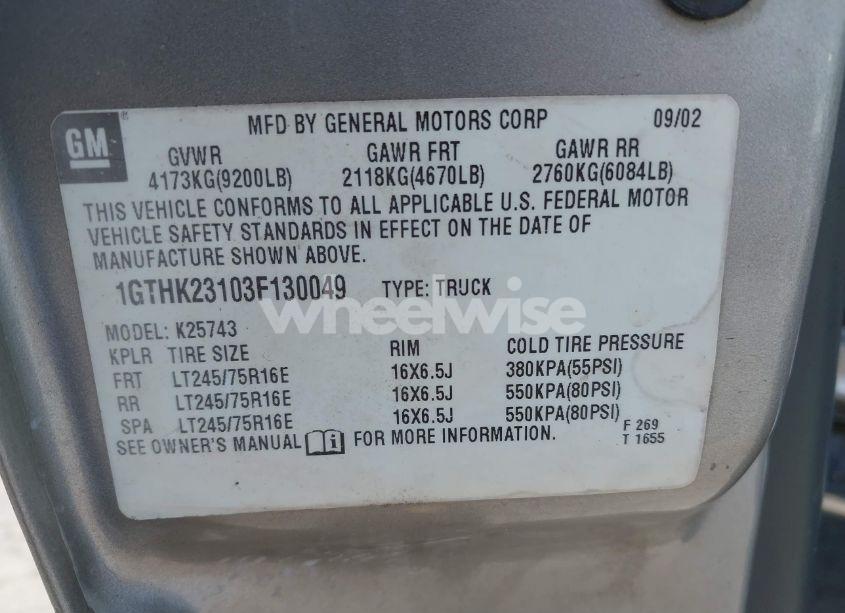 GM
MFD BY GENERAL MOTORS CORP 09/02
GVWR GAWR FRT GAWR RR
4173KG(9200LB) 2118KG(4670LB) 2760KG(6084LB)
THIS VEHICLE CONFORMS TO ALL APPLICABLE U.S. FEDERAL MOTOR
VEHICLE SAFETY STANDARDS IN EFFECT ON THE DATE OF
MANUFACTURE SHOWN ABOVE.
1GTHK23103F130049 TYPE: TRUCK
wheelwise
MODEL: K25743
KPLR TIRE SIZE RIM COLD TIRE PRESSURE
FRT LT245/75R16E 16X6.5J 380KPA(55PSI)
RR LT245/75R16E 16X6.5J 550KPA(80PSI)
SPA LT245/75R16E 16X6.5J 550KPA(80PSI)
SEE OWNER'S MANUAL FOR MORE INFORMATION.
F 269
T 1655